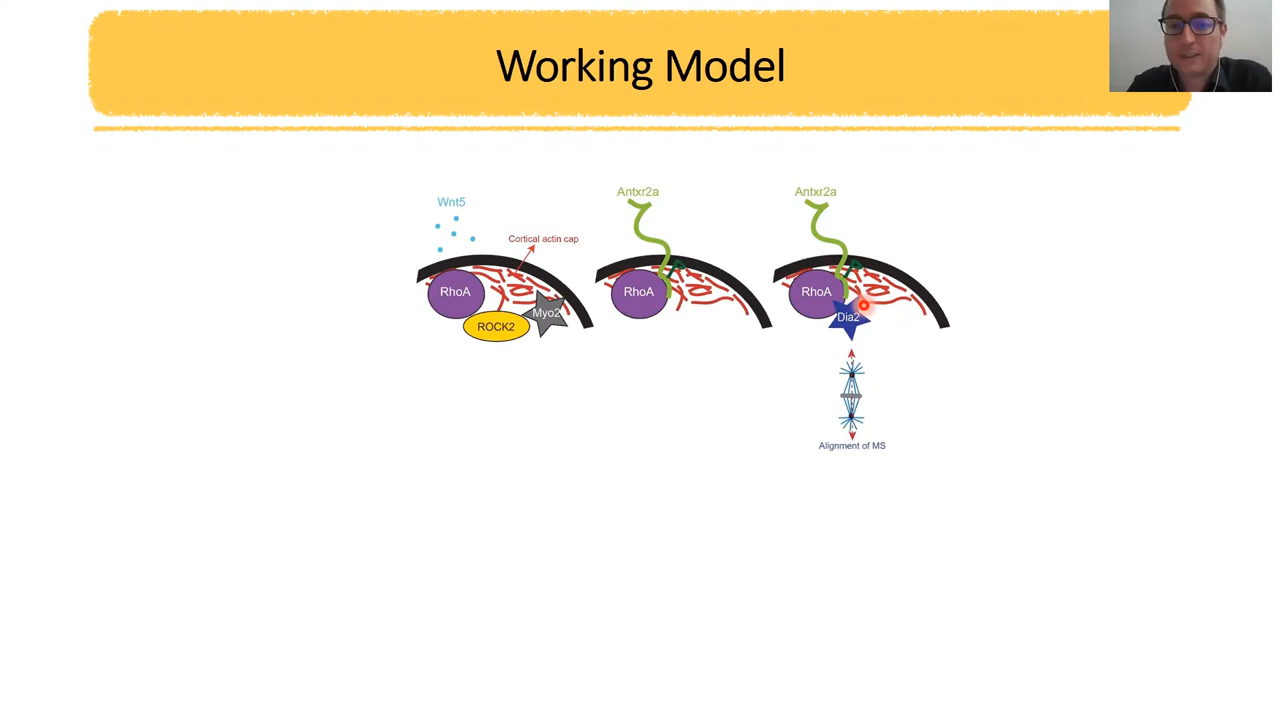 Working Model
Wnt5
Cortical actin cap
RhoA
ROCK2
Myo2
Antxr2a
RhoA
Antxr2a
RhoA
Dia2
Alignment of MS